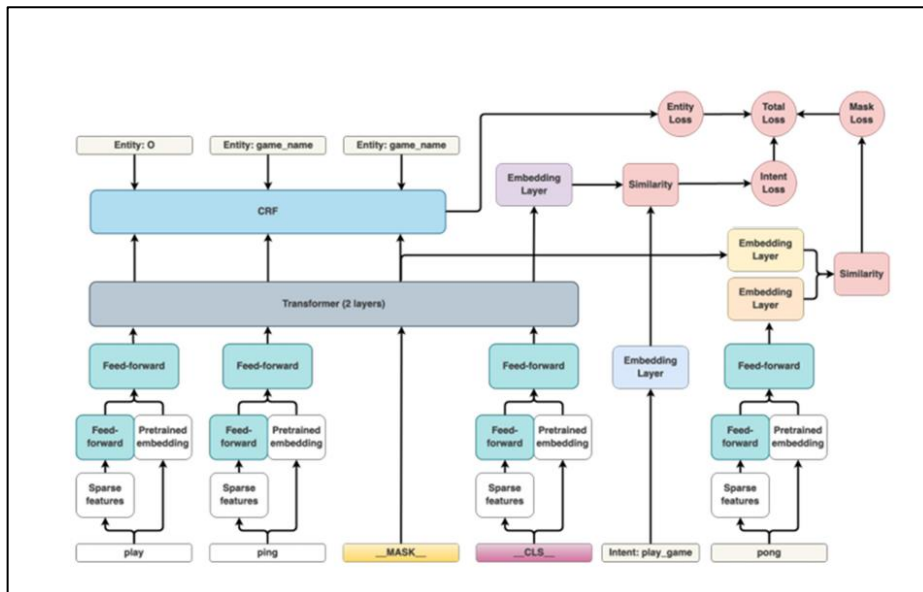 Entity Loss
Total Loss
Mask Loss
Entity: O
Entity: game_name
Entity: game_name
Embedding Layer
Similarity
Intent Loss
CRF
Embedding Layer
Similarity
Embedding Layer
Transformer (2 layers)
Feed-forward
Feed-forward
Feed-forward
Embedding Layer
Feed-forward
Feed-forward
Pretrained embedding
Feed-forward
Pretrained embedding
Feed-forward
Pretrained embedding
Feed-forward
Pretrained embedding
Sparse features
Sparse features
Sparse features
Sparse features
play
ping
__MASK__
__CLS__
Intent: play_game
pong